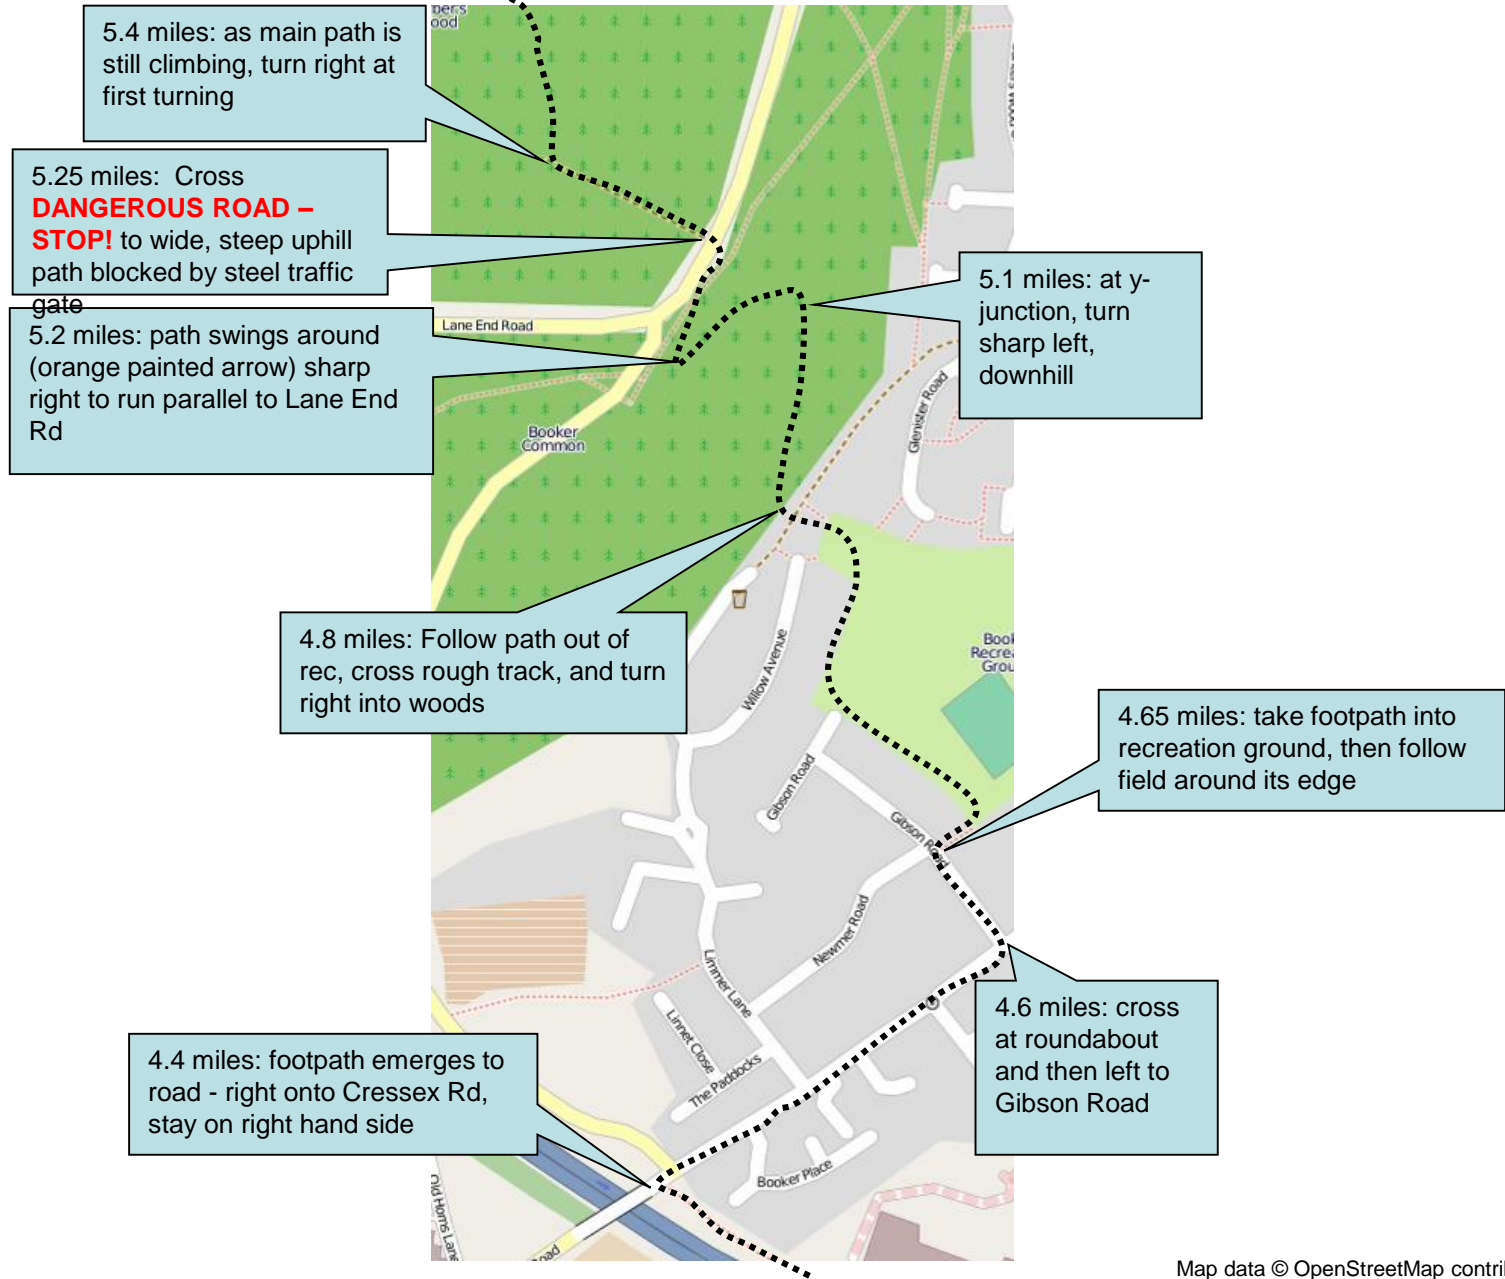 5.4 miles: as main path is
still climbing, turn right at
first turning
5.25 miles:  Cross
DANGEROUS ROAD –
STOP! to wide, steep uphill
path blocked by steel traffic
gate
5.2 miles: path swings around
(orange painted arrow) sharp
right to run parallel to Lane End
Rd
Lane End Road
5.1 miles: at y-
junction, turn
sharp left,
downhill
Glenister Road
Booker
Common
4.8 miles: Follow path out of
rec, cross rough track, and turn
right into woods
Willow Avenue
4.65 miles: take footpath into
recreation ground, then follow
field around its edge
Gibson Road
Gibson Road
Newmer Road
Limmer Lane
Linnet Close
The Paddocks
4.6 miles: cross
at roundabout
and then left to
Gibson Road
4.4 miles: footpath emerges to
road - right onto Cressex Rd,
stay on right hand side
Booker Place
Old Horns Lane
Map data © OpenStreetMap contri